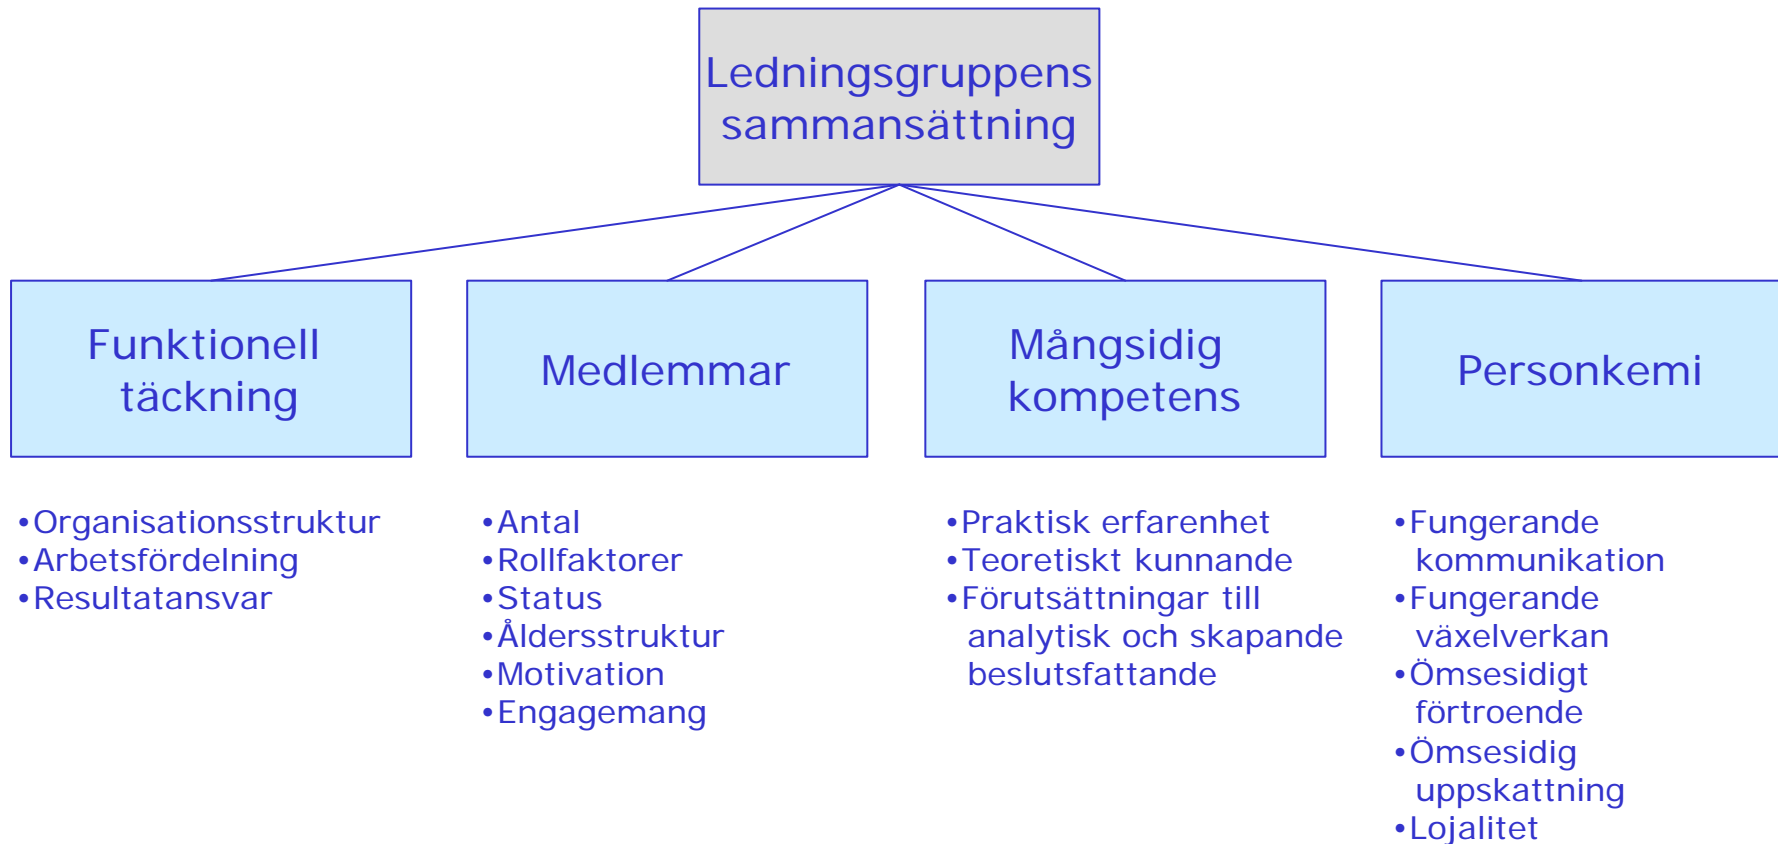 Ledningsgruppens
sammansättning
Funktionell
täckning
Medlemmar
Mångsidig
kompetens
Personkemi
•Organisationsstruktur
•Arbetsfördelning
•Resultatansvar
•Antal
•Rollfaktorer
•Status
•Åldersstruktur
•Motivation
•Engagemang
•Praktisk erfarenhet
•Teoretiskt kunnande
•Förutsättningar till
analytisk och skapande
beslutsfattande
•Fungerande
kommunikation
•Fungerande
växelverkan
•Ömsesidigt
förtroende
•Ömsesidig
uppskattning
•Lojalitet